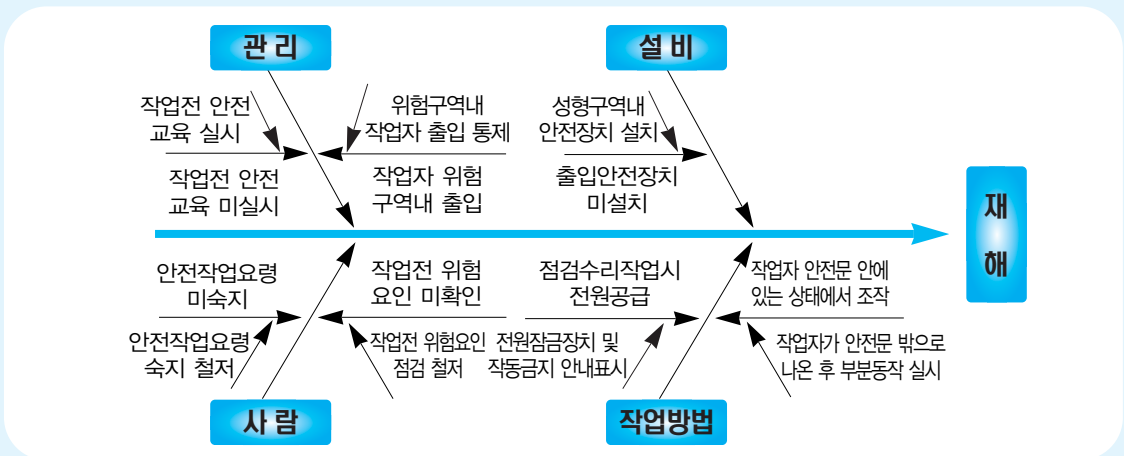 관 리
설 비
작업전 안전
교육 실시
위험구역내
작업자 출입 통제
성형구역내
안전장치 설치
작업전 안전
교육 미실시
작업자 위험
구역내 출입
출입안전장치
미설치
재
해
안전작업요령
미숙지
작업전 위험
요인 미확인
점검수리작업시
전원공급
작업자 안전문 안에
있는 상태에서 조작
안전작업요령
숙지 철저
작업전 위험요인
점검 철저
전원잠금장치 및
작동금지 안내표시
작업자가 안전문 밖으로
나온 후 부분동작 실시
사 람
작업방법